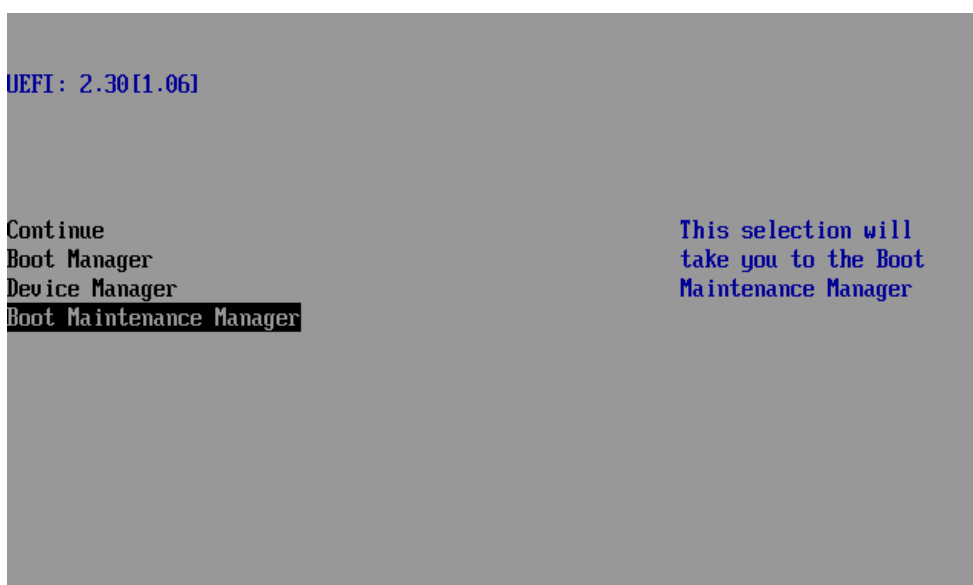 UEFI: 2.30[1.06]
Continue
Boot Manager
Device Manager
Boot Maintenance Manager
This selection will
take you to the Boot
Maintenance Manager